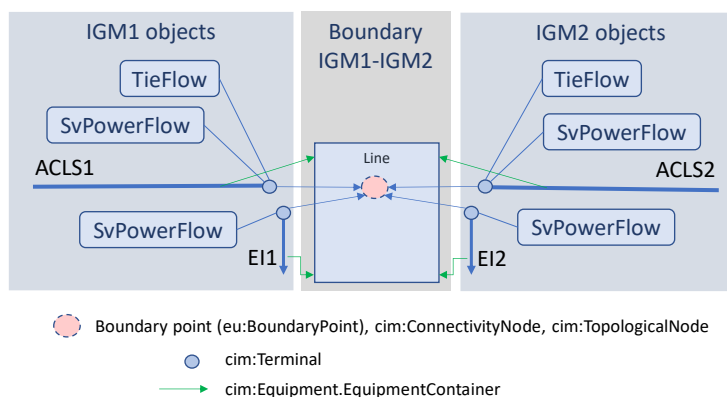 IGM1 objects
Boundary
IGM1-IGM2
IGM2 objects
TieFlow
TieFlow
SvPowerFlow
SvPowerFlow
Line
ACLS1
ACLS2
SvPowerFlow
SvPowerFlow
EI1
EI2
Boundary point (eu:BoundaryPoint), cim:ConnectivityNode, cim:TopologicalNode
cim:Terminal
cim:Equipment.EquipmentContainer